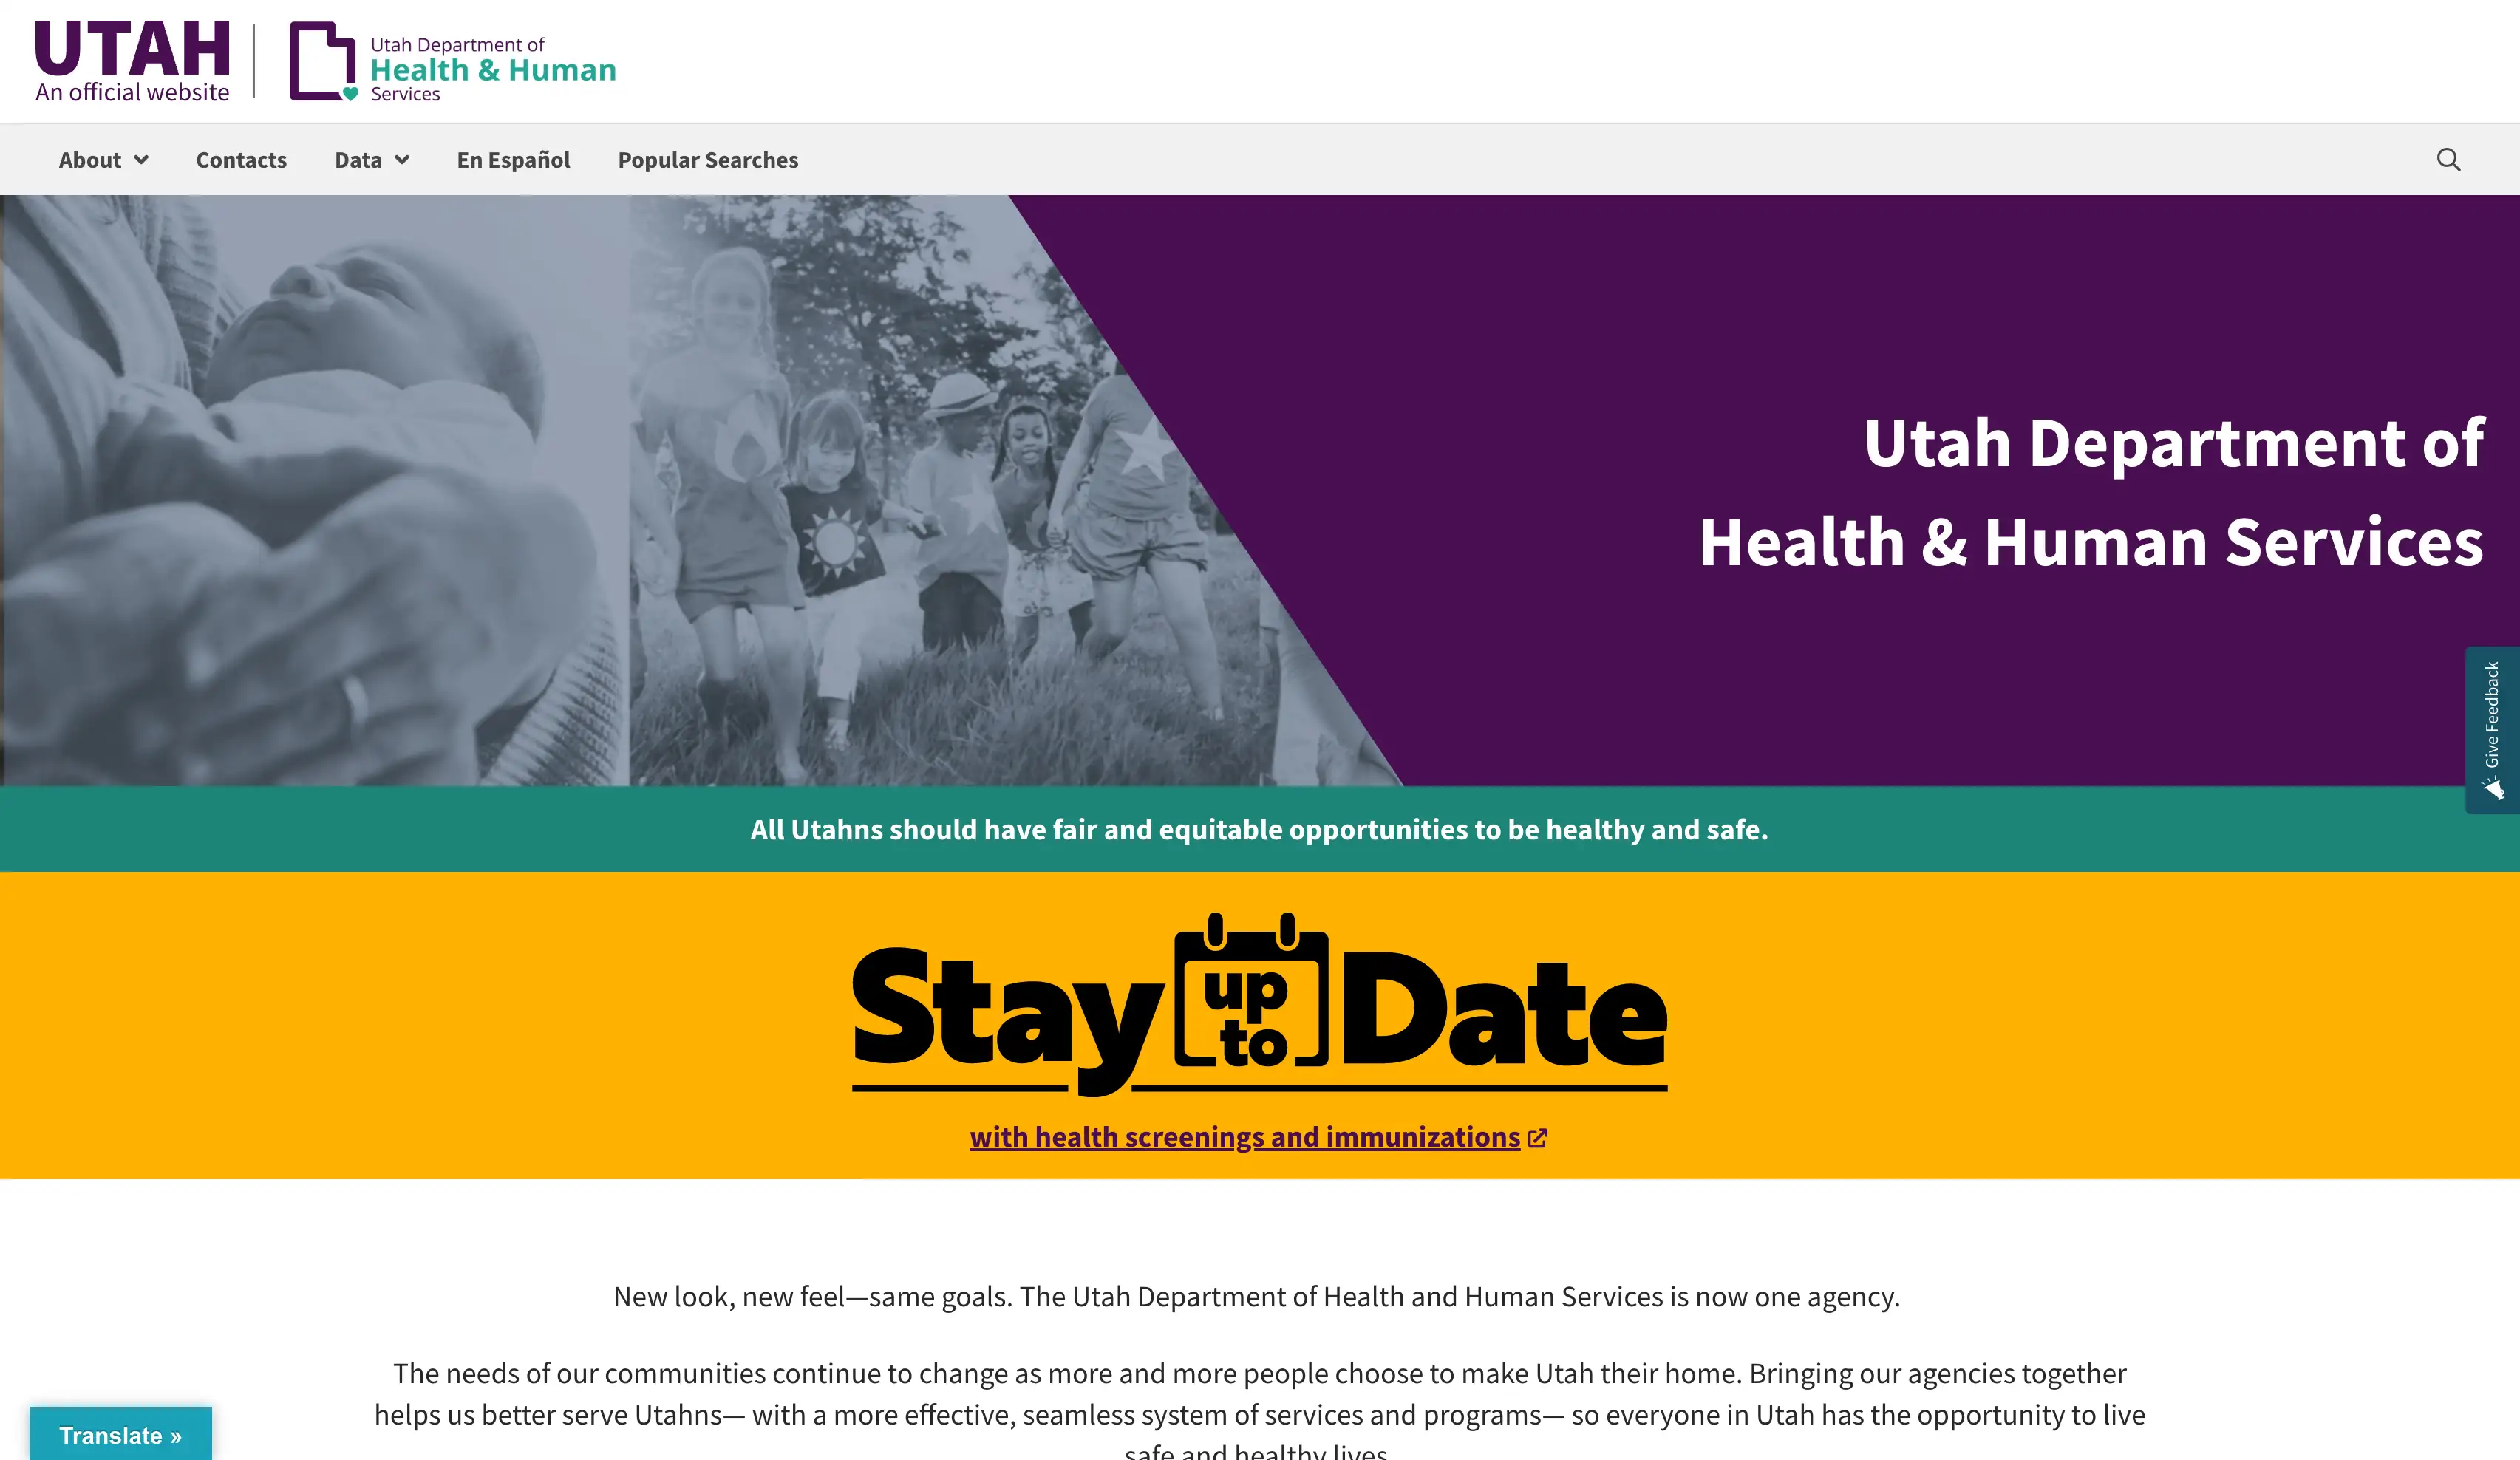 UTAH
An official website
Utah Department of
Health & Human
Services
About
Contacts
Data
En Español
Popular Searches
Utah Department of
Health & Human Services
Give Feedback
All Utahns should have fair and equitable opportunities to be healthy and safe.
Stay up to Date
with health screenings and immunizations
New look, new feel—same goals. The Utah Department of Health and Human Services is now one agency.
The needs of our communities continue to change as more and more people choose to make Utah their home. Bringing our agencies together
helps us better serve Utahns— with a more effective, seamless system of services and programs— so everyone in Utah has the opportunity to live
safe and healthy lives.
Translate »